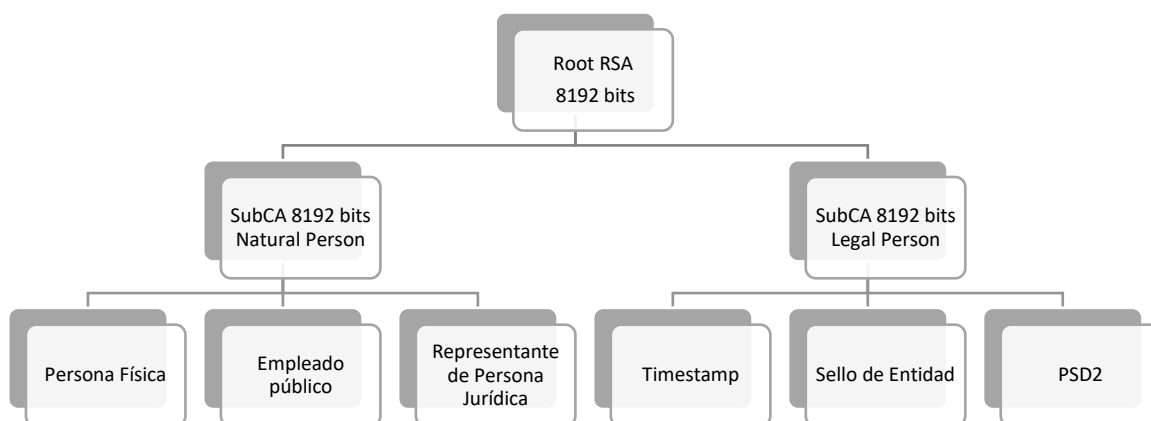 Root RSA
8192 bits
SubCA 8192 bits
Natural Person
SubCA 8192 bits
Legal Person
Persona Física
Empleado
público
Representante
de Persona
Jurídica
Timestamp
Sello de Entidad
PSD2